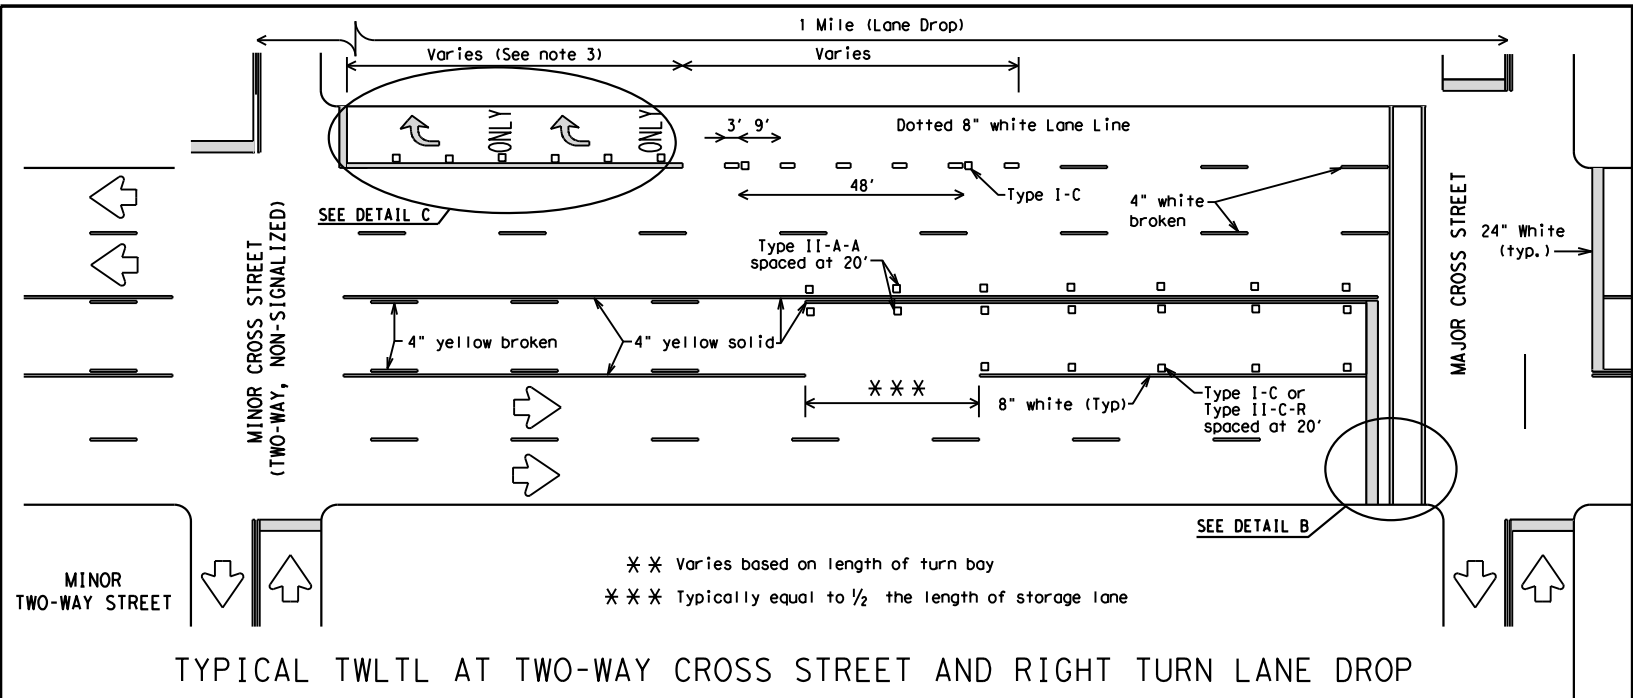 1 Mile (Lane Drop)
Varies (See note 3)
Varies
ONLY
ONLY
3' 9'
Dotted 8" white Lane Line
48'
Type I-C
4" white
broken
SEE DETAIL C
MINOR CROSS STREET
(TWO-WAY, NON-SIGNALIZED)
Type II-A-A
spaced at 20'
MAJOR CROSS STREET
24" White
(typ.)
4" yellow broken
4" yellow solid
***
8" white (Typ)
Type I-C or
Type II-C-R
spaced at 20'
SEE DETAIL B
MINOR
TWO-WAY STREET
** Varies based on length of turn bay
*** Typically equal to ½ the length of storage lane
TYPICAL TWLTL AT TWO-WAY CROSS STREET AND RIGHT TURN LANE DROP